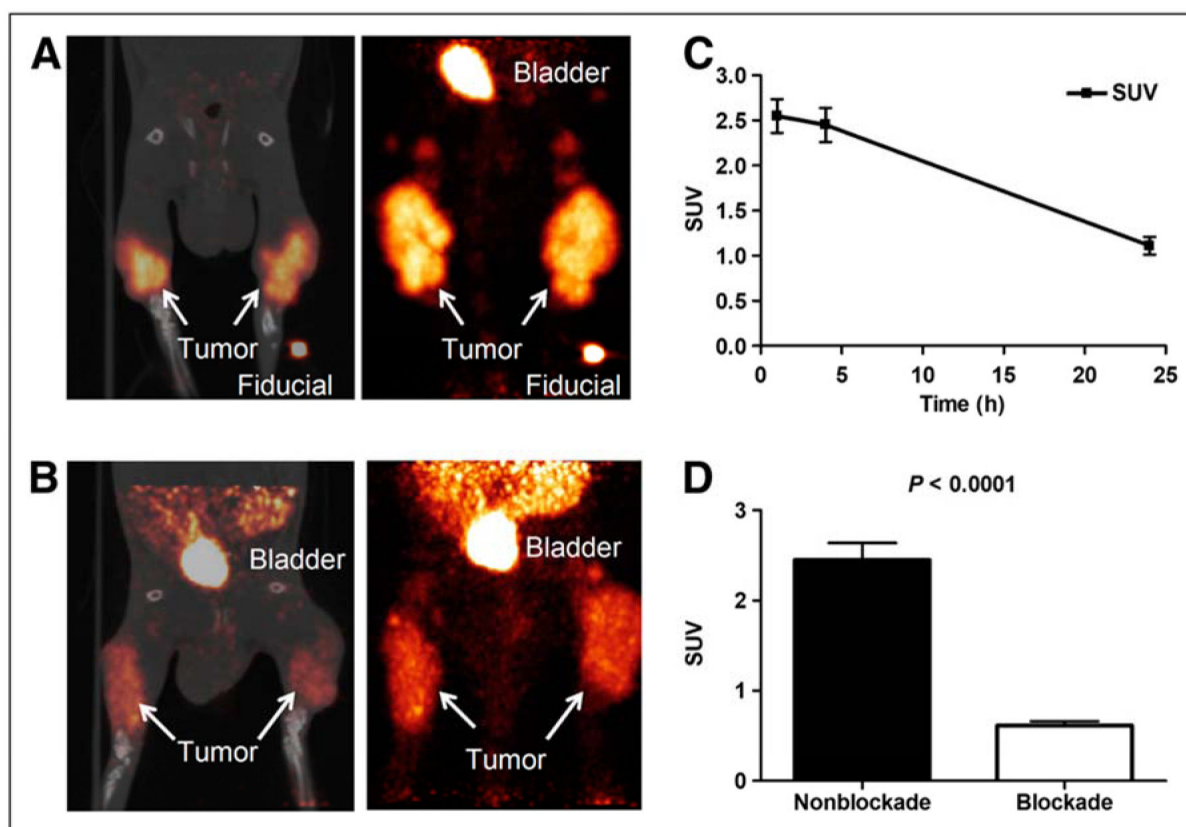 A
Bladder
Tumor
Tumor
Fiducial
Fiducial
B
Bladder
Bladder
Tumor
Tumor
C
3.0
SUV
2.5
2.0
SUV
1.5
1.0
0.5
0.0
0 5 10 15 20 25
Time (h)
D
P < 0.0001
3
2
SUV
1
0
Nonblockade Blockade